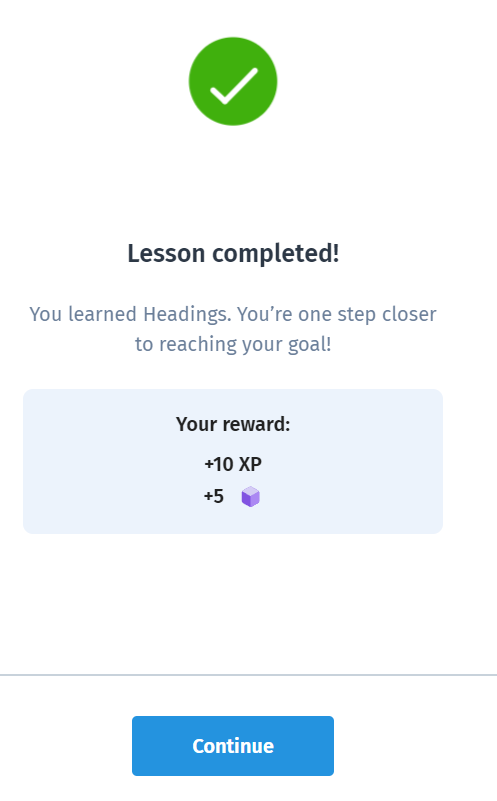 Lesson completed!
You learned Headings. You’re one step closer
to reaching your goal!
Your reward:
+10 XP
+5
Continue